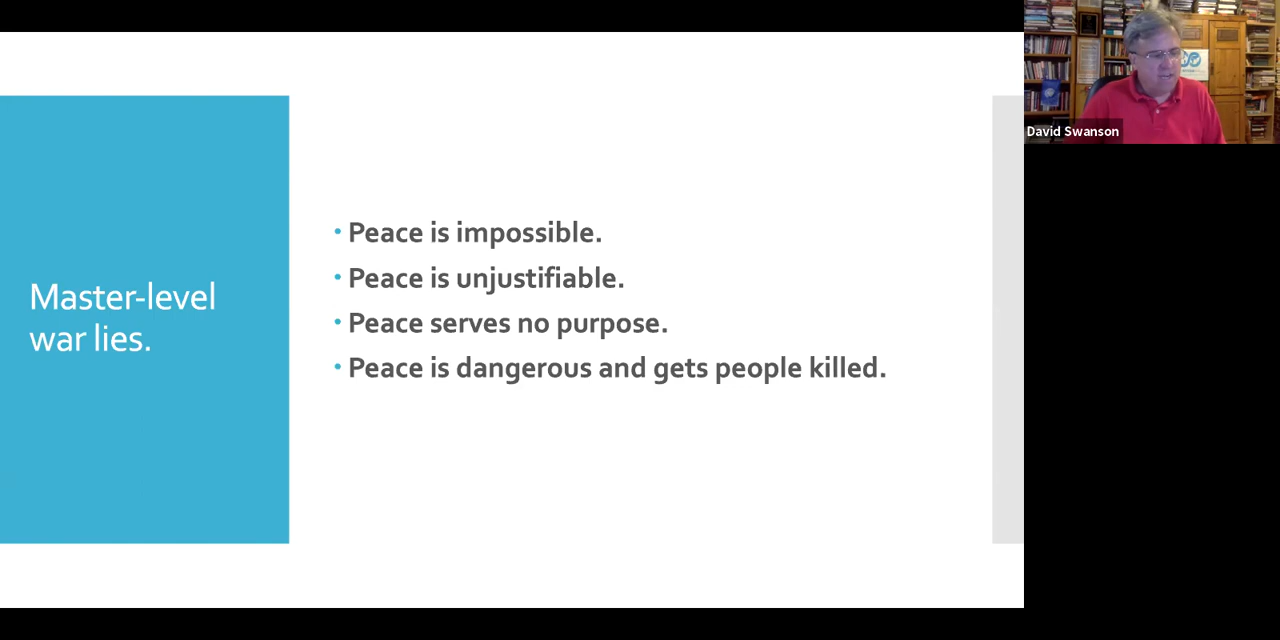 Master-level
war lies.
• Peace is impossible.
• Peace is unjustifiable.
• Peace serves no purpose.
• Peace is dangerous and gets people killed.
David Swanson